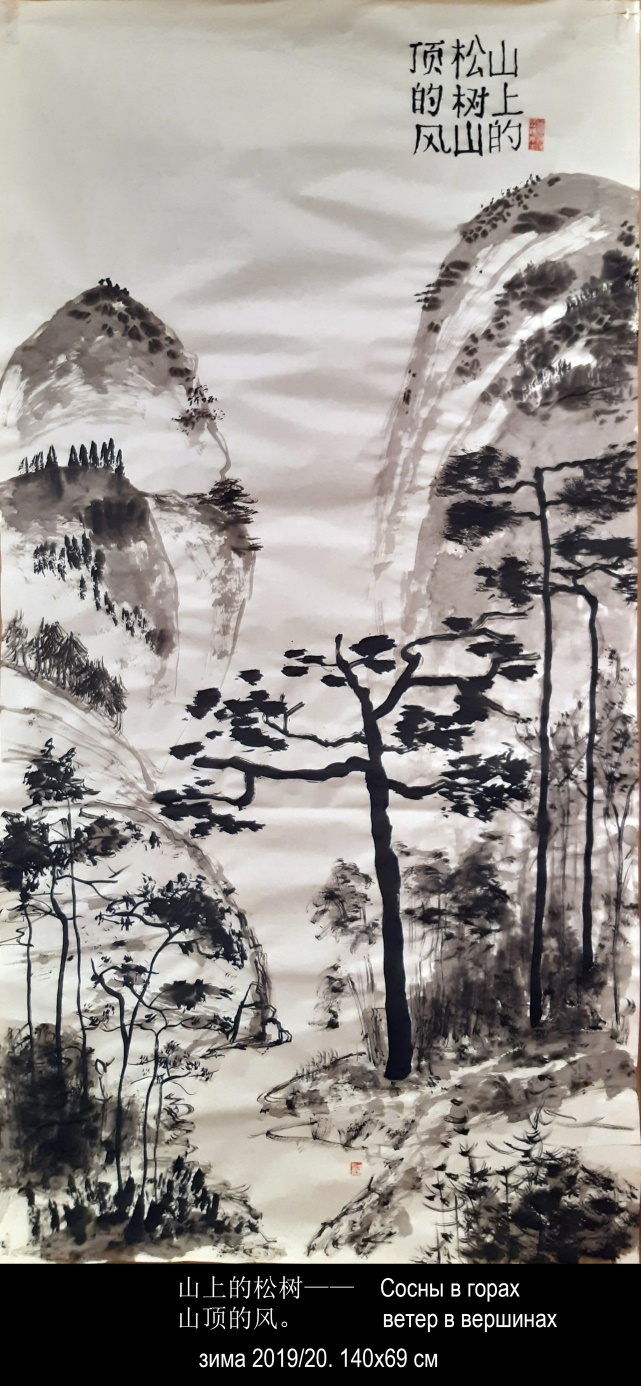 山上的
松树山
顶的风
山上的松树—— Сосны в горах
山顶的风。 ветер в вершинах
зима 2019/20. 140x69 см